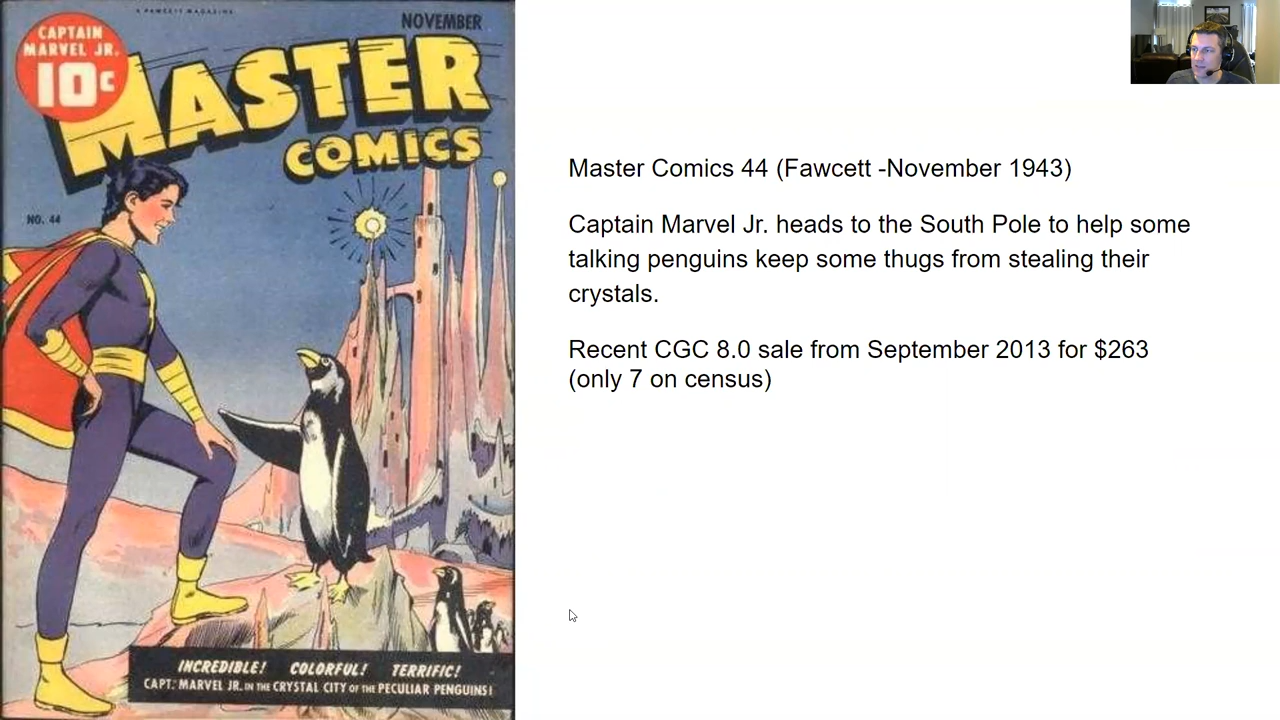 A FAWCETT MAGAZINE
NOVEMBER
CAPTAIN
MARVEL JR.
10c
MASTER
COMICS
NO. 44
INCREDIBLE! COLORFUL! TERRIFIC!
CAPT. MARVEL JR. IN THE CRYSTAL CITY OF THE PECULIAR PENGUINS!
Master Comics 44 (Fawcett -November 1943)
Captain Marvel Jr. heads to the South Pole to help some
talking penguins keep some thugs from stealing their
crystals.
Recent CGC 8.0 sale from September 2013 for $263
(only 7 on census)